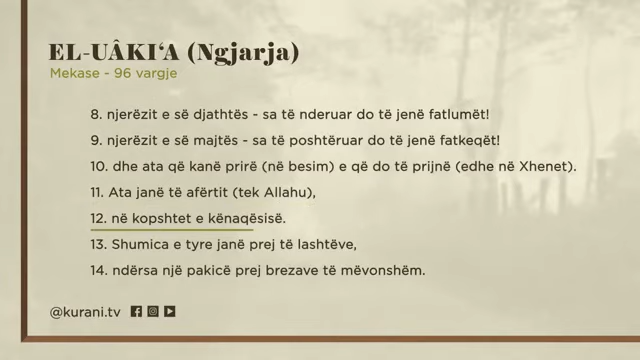 EL-UÂKI‘A (Ngjarja)
Mekase - 96 vargje
8. njerëzit e së djathtës - sa të nderuar do të jenë fatlumët!
9. njerëzit e së majtës - sa të poshtëruar do të jenë fatkeqët!
10. dhe ata që kanë prirë (në besim) e që do të prijnë (edhe në Xhenet).
11. Ata janë të afërtit (tek Allahu),
12. në kopshtet e kënaqësisë.
13. Shumica e tyre janë prej të lashtëve,
14. ndërsa një pakicë prej brezave të mëvonshëm.
@kurani.tv